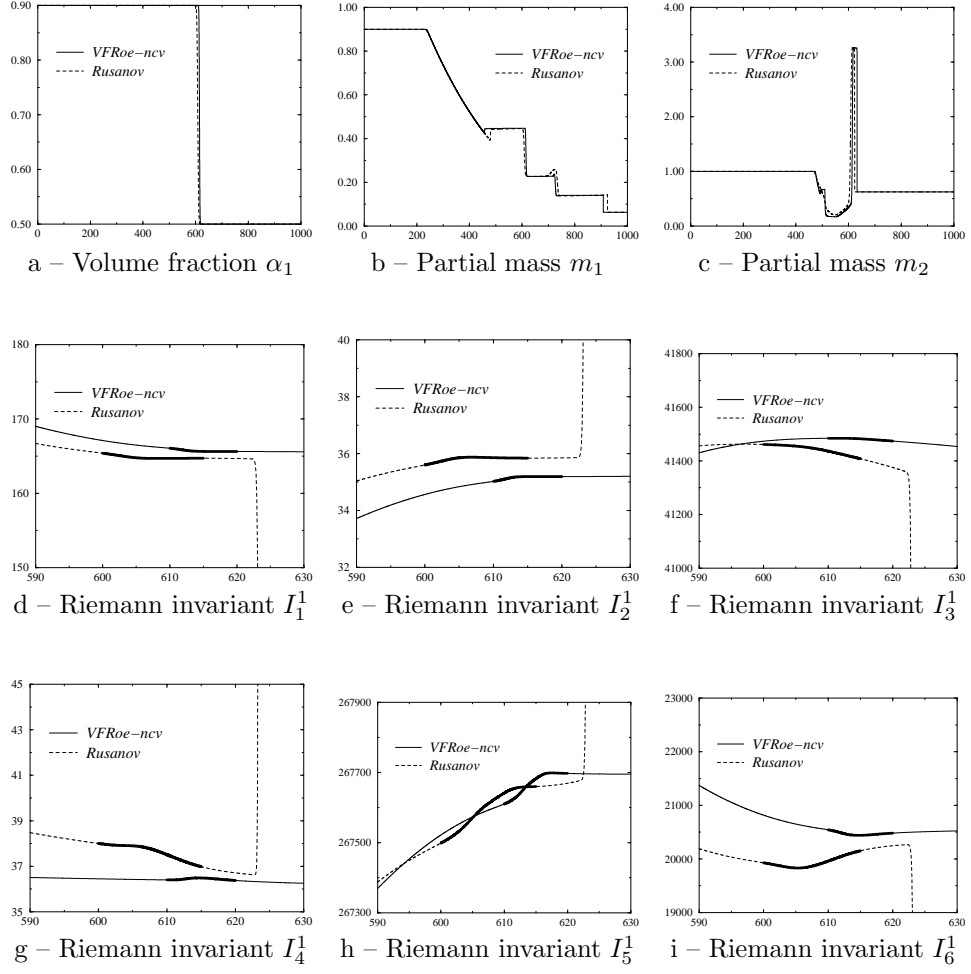 0.90
0.80
0.70
0.60
0.50
0 200 400 600 800 1000
VFRoe−ncv
Rusanov
a – Volume fraction α₁
1.00
0.80
0.60
0.40
0.20
0.00
0 200 400 600 800 1000
VFRoe−ncv
Rusanov
b – Partial mass m₁
4.00
3.00
2.00
1.00
0.00
0 200 400 600 800 1000
VFRoe−ncv
Rusanov
c – Partial mass m₂
180
170
160
150
590 600 610 620 630
VFRoe−ncv
Rusanov
d – Riemann invariant I₁¹
40
38
36
34
32
590 600 610 620 630
VFRoe−ncv
Rusanov
e – Riemann invariant I₂¹
41800
41600
41400
41200
41000
590 600 610 620 630
VFRoe−ncv
Rusanov
f – Riemann invariant I₃¹
45
43
41
39
37
35
590 600 610 620 630
VFRoe−ncv
Rusanov
g – Riemann invariant I₄¹
267900
267700
267500
267300
590 600 610 620 630
VFRoe−ncv
Rusanov
h – Riemann invariant I₅¹
23000
22000
21000
20000
19000
590 600 610 620 630
VFRoe−ncv
Rusanov
i – Riemann invariant I₆¹